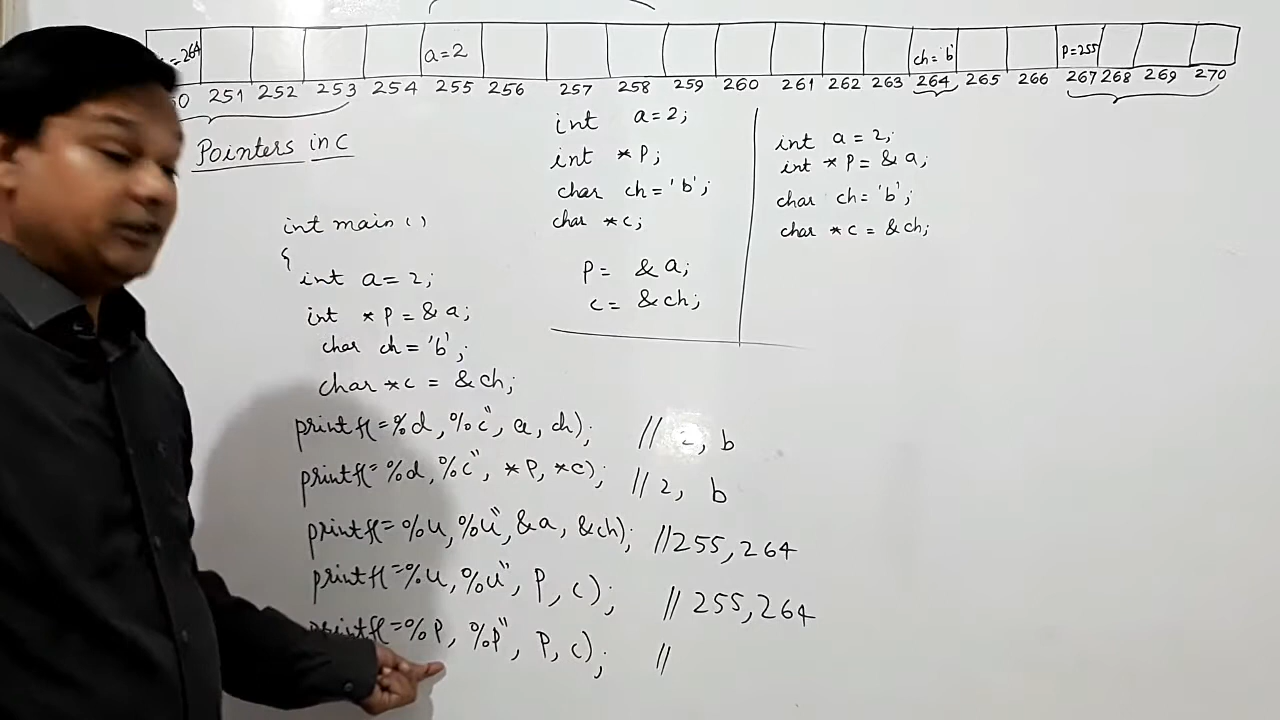 =264 a=2 ch='b' P=255
251 252 253 254 255 256 257 258 259 260 261 262 263 264 265 266 267 268 269 270
Pointers in C
int a=2;
int *P;
char ch='b';
char *c;
P= &a;
c= &ch;
int a=2;
int *P=&a;
char ch='b';
char *c=&ch;
int main()
{
int a=2;
int *P=&a;
char ch='b';
char *c = &ch;
printf("%d,%c", a, ch); // 2, b
printf("%d,%c", *P, *c); // 2, b
printf("%u,%u", &a, &ch); //255,264
printf("%u,%u", P, c); // 255,264
printf("%P, %P", P, c); //